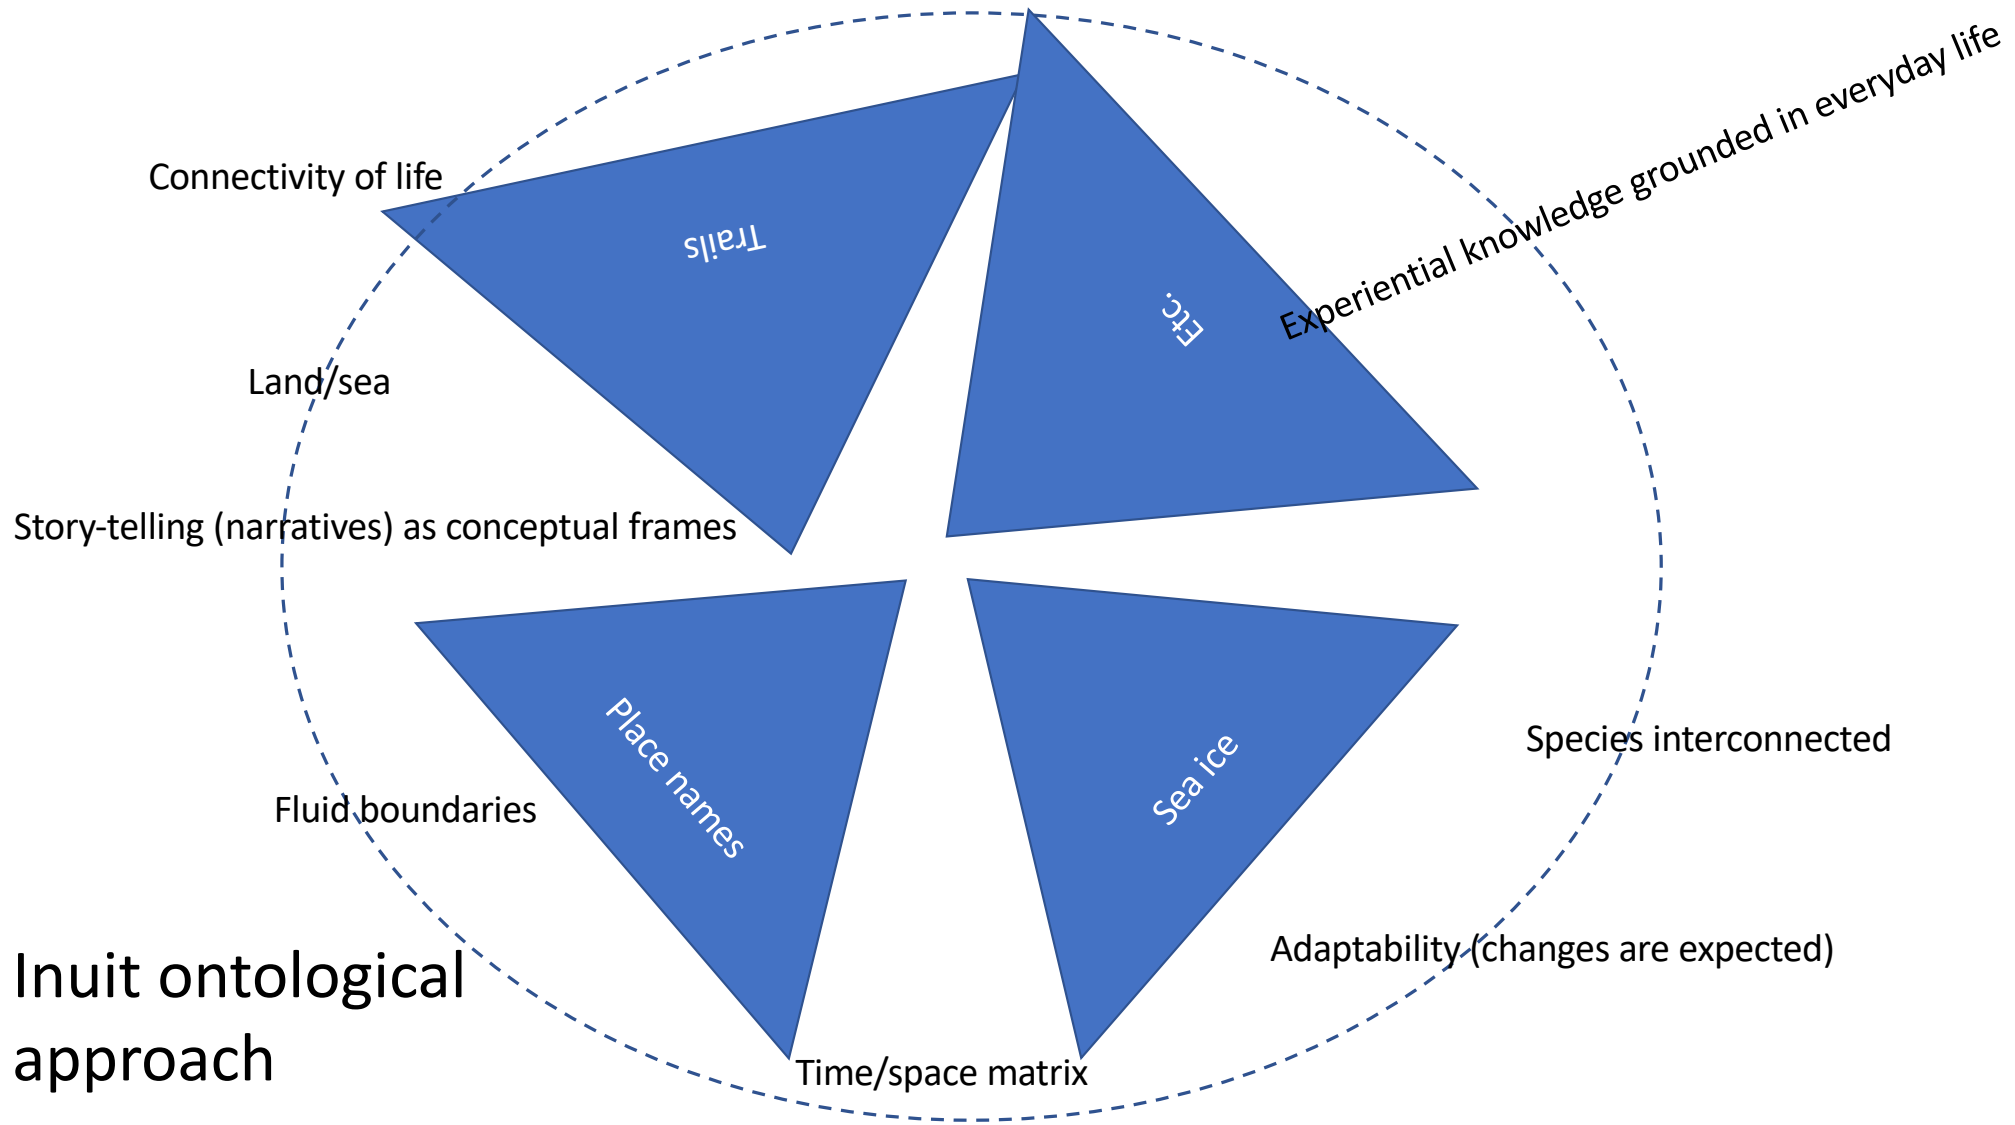 Experiential knowledge grounded in everyday life
Connectivity of life
Trails
Etc.
Land/sea
Story-telling (narratives) as conceptual frames
Place names
Sea ice
Species interconnected
Fluid boundaries
Adaptability (changes are expected)
Inuit ontological
approach
Time/space matrix